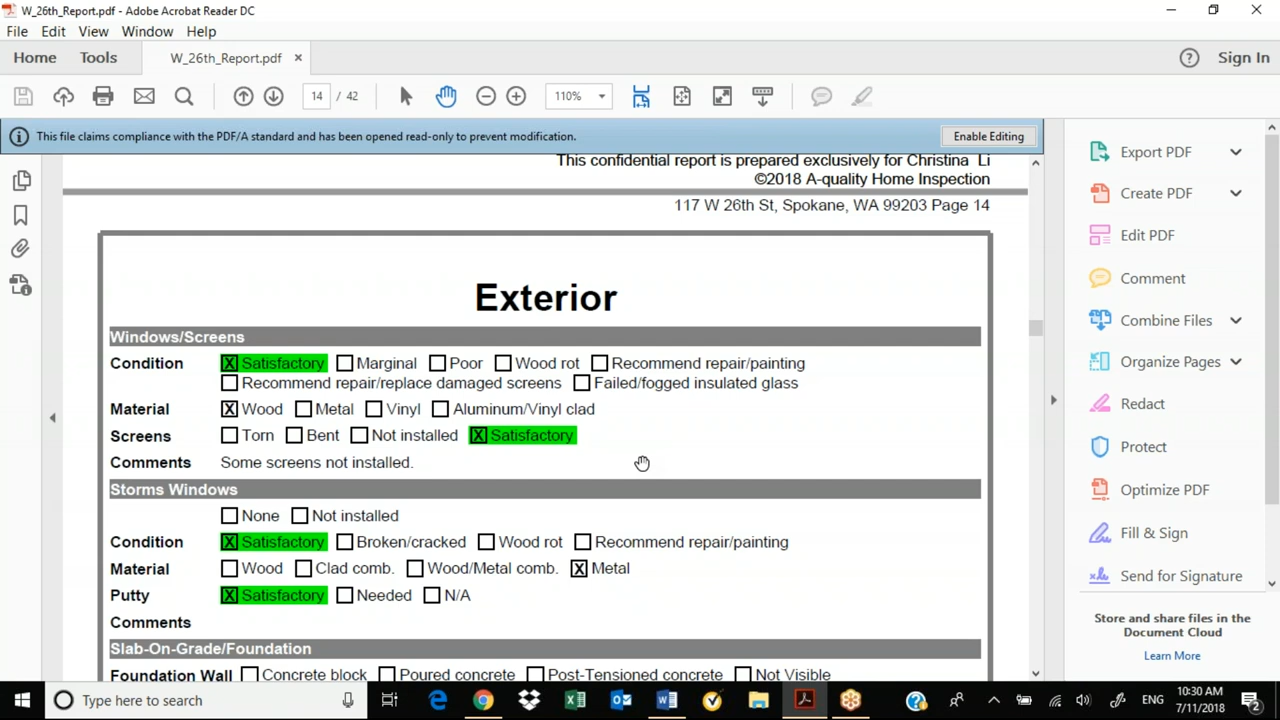 W_26th_Report.pdf - Adobe Acrobat Reader DC
File Edit View Window Help
Home Tools W_26th_Report.pdf × Sign In
14 / 42 110%
This file claims compliance with the PDF/A standard and has been opened read-only to prevent modification. Enable Editing
This confidential report is prepared exclusively for Christina Li
©2018 A-quality Home Inspection
117 W 26th St, Spokane, WA 99203 Page 14
Exterior
Windows/Screens
Condition X Satisfactory Marginal Poor Wood rot Recommend repair/painting
Recommend repair/replace damaged screens Failed/fogged insulated glass
Material X Wood Metal Vinyl Aluminum/Vinyl clad
Screens Torn Bent Not installed X Satisfactory
Comments Some screens not installed.
Storms Windows
None Not installed
Condition X Satisfactory Broken/cracked Wood rot Recommend repair/painting
Material Wood Clad comb. Wood/Metal comb. X Metal
Putty X Satisfactory Needed N/A
Comments
Slab-On-Grade/Foundation
Foundation Wall Concrete block Poured concrete Post-Tensioned concrete Not Visible
Export PDF
Create PDF
Edit PDF
Comment
Combine Files
Organize Pages
Redact
Protect
Optimize PDF
Fill & Sign
Send for Signature
Store and share files in the
Document Cloud
Learn More
Type here to search
ENG
10:30 AM
7/11/2018
2